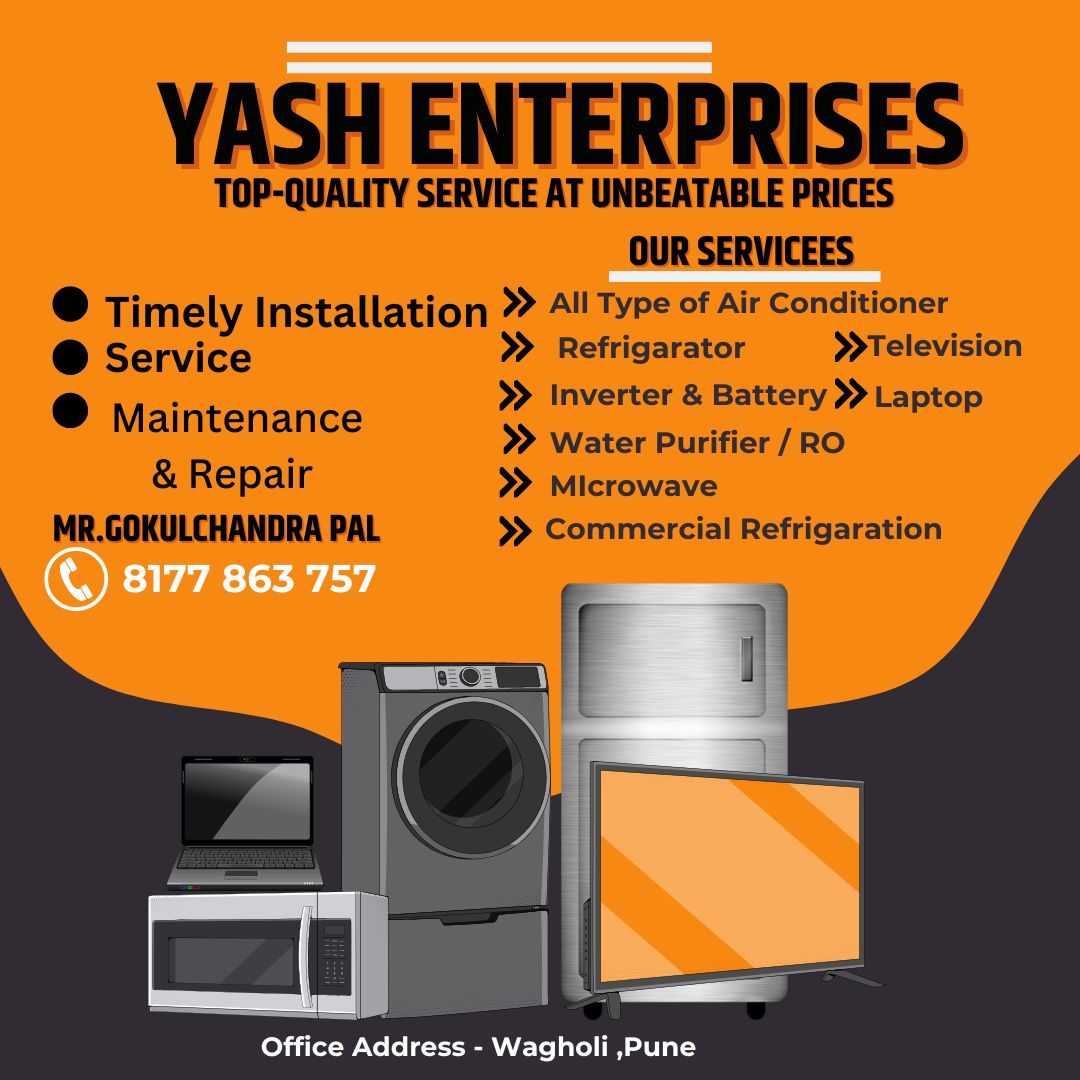 YASH ENTERPRISES
TOP-QUALITY SERVICE AT UNBEATABLE PRICES
OUR SERVICEES
Timely Installation
Service
Maintenance
& Repair
MR.GOKULCHANDRA PAL
8177 863 757
All Type of Air Conditioner
Refrigarator
Television
Inverter & Battery
Laptop
Water Purifier / RO
MIcrowave
Commercial Refrigaration
Office Address - Wagholi ,Pune